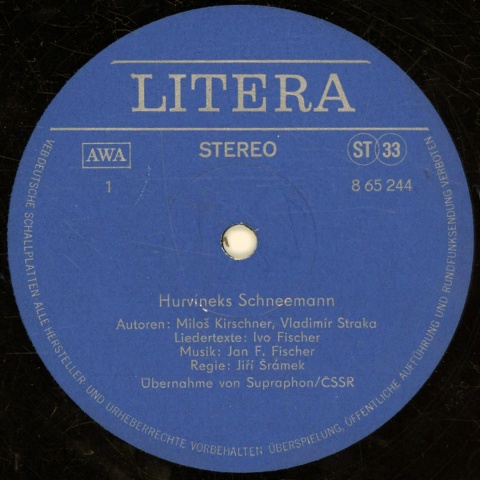 LITERA
AWA
STEREO
ST 33
1
8 65 244
Hurvineks Schneemann
Autoren: Miloš Kirschner, Vladimir Straka
Liedertexte: Ivo Fischer
Musik: Jan F. Fischer
Regie: Jiří Šrámek
Übernahme von Supraphon/ČSSR
VEB DEUTSCHE SCHALLPLATTEN ALLE HERSTELLER- UND URHEBERRECHTE VORBEHALTEN ÜBERSPIELUNG, ÖFFENTLICHE AUFFÜHRUNG UND RUNDFUNKSENDUNG VERBOTEN